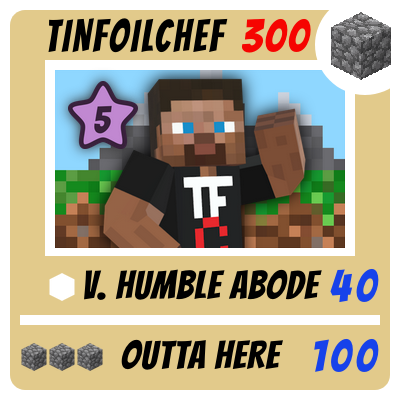 TINFOILCHEF 300
5
TF
C
V. HUMBLE ABODE 40
OUTTA HERE 100